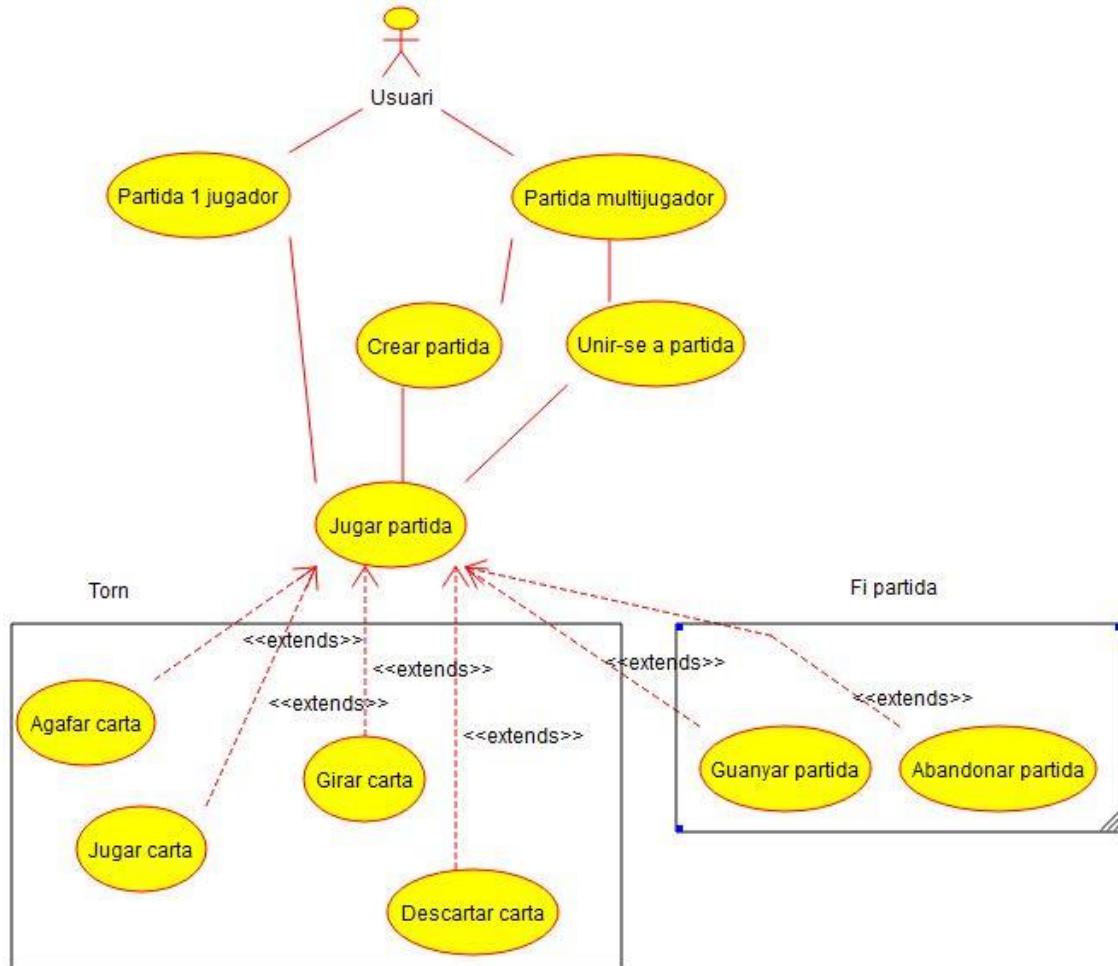 Usuari
Partida 1 jugador
Partida multijugador
Crear partida
Unir-se a partida
Jugar partida
Torn
Fi partida
<<extends>>
<<extends>>
<<extends>>
<<extends>>
<<extends>>
<<extends>>
Agafar carta
Girar carta
Guanyar partida
Abandonar partida
Jugar carta
Descartar carta